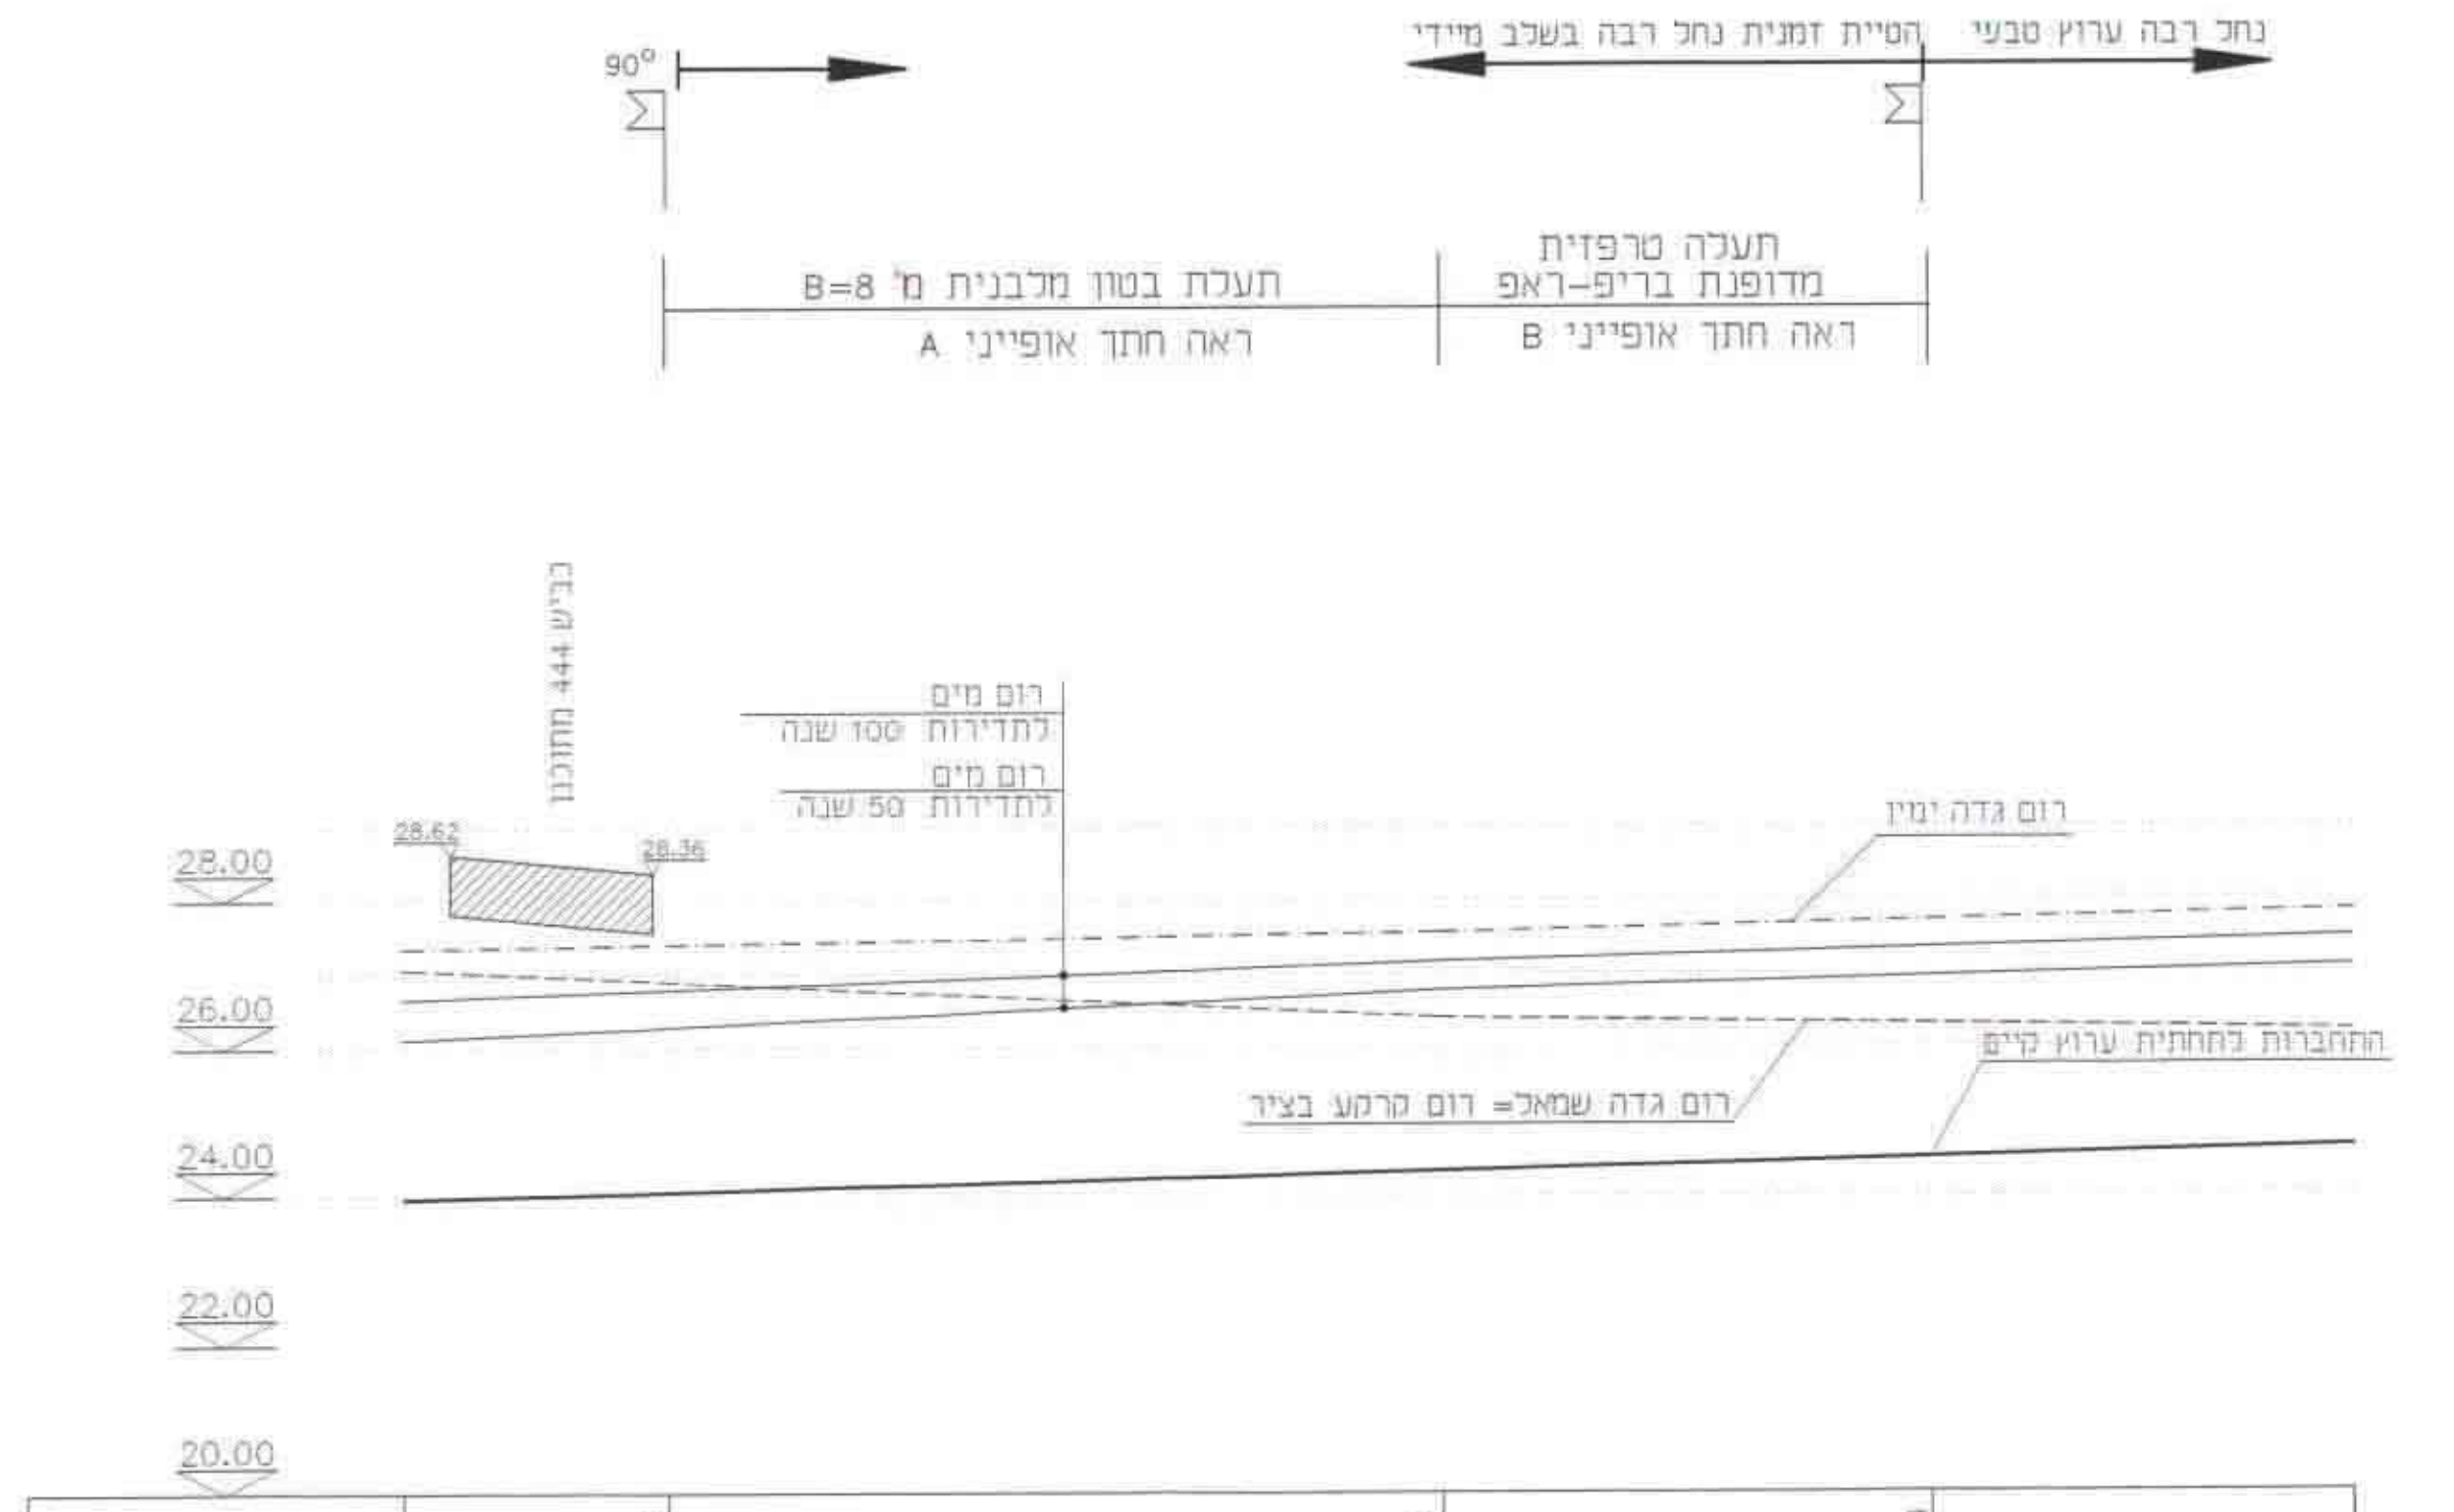 נחל רבה ערוץ טבעי
הטיית זמנית נחל רבה בשלב מיידי
90°
תעלה טרפזית
מדופנת בריפ-ראפ
ראה חתך אופייני B
תעלת בטון מלבנית מ' B=8
ראה חתך אופייני A
כביש 444 מתוכנן
רום מים
לתדירות 100 שנה
רום מים
לתדירות 50 שנה
רום גדה ימין
28.62
28.36
28.00
26.00
התחברות לתחתית ערוץ קיים
רום גדה שמאל= רום קרקע בציר
24.00
22.00
20.00